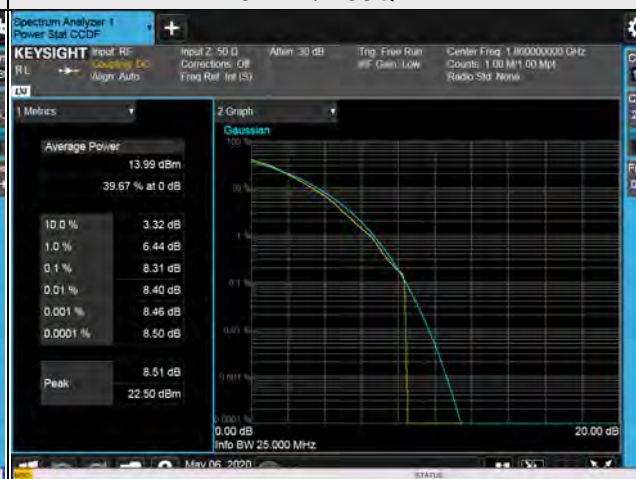 Spectrum Analyzer 1
Power Stat CCDF
KEYSIGHT Input: RF Input Z: 50 Ω Atten: 30 dB Trig: Free Run Center Freq: 1.860000000 GHz
RL Coupling: DC Corrections: Off #IF Gain: Low Counts: 1.00 M/1.00 Mpt
Align: Auto Freq Ref: Int (S) Radio Std: None
LXI
1 Metrics
2 Graph
Gaussian
Average Power
13.99 dBm
39.67 % at 0 dB
10.0 % 3.32 dB
1.0 % 6.44 dB
0.1 % 8.31 dB
0.01 % 8.40 dB
0.001 % 8.46 dB
0.0001 % 8.50 dB
Peak
8.51 dB
22.50 dBm
100 %
10 %
1 %
0.1 %
0.01 %
0.001 %
0.0001 %
0.00 dB 20.00 dB
Info BW 25.000 MHz
May 06, 2020
MSG STATUS